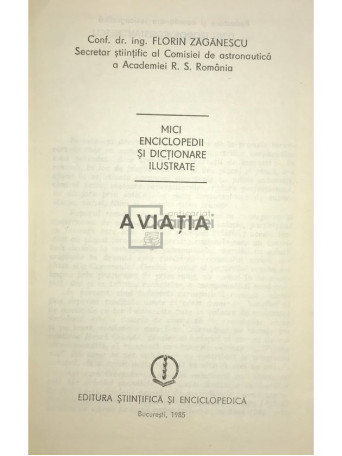 Conf. dr. ing. FLORIN ZĂGĂNESCU
Secretar științific al Comisiei de astronautică
a Academiei R. S. România
MICI
ENCICLOPEDII
ȘI DICȚIONARE
ILUSTRATE
AVIAȚIA
EDITURA ȘTIINȚIFICĂ ȘI ENCICLOPEDICĂ
București, 1985